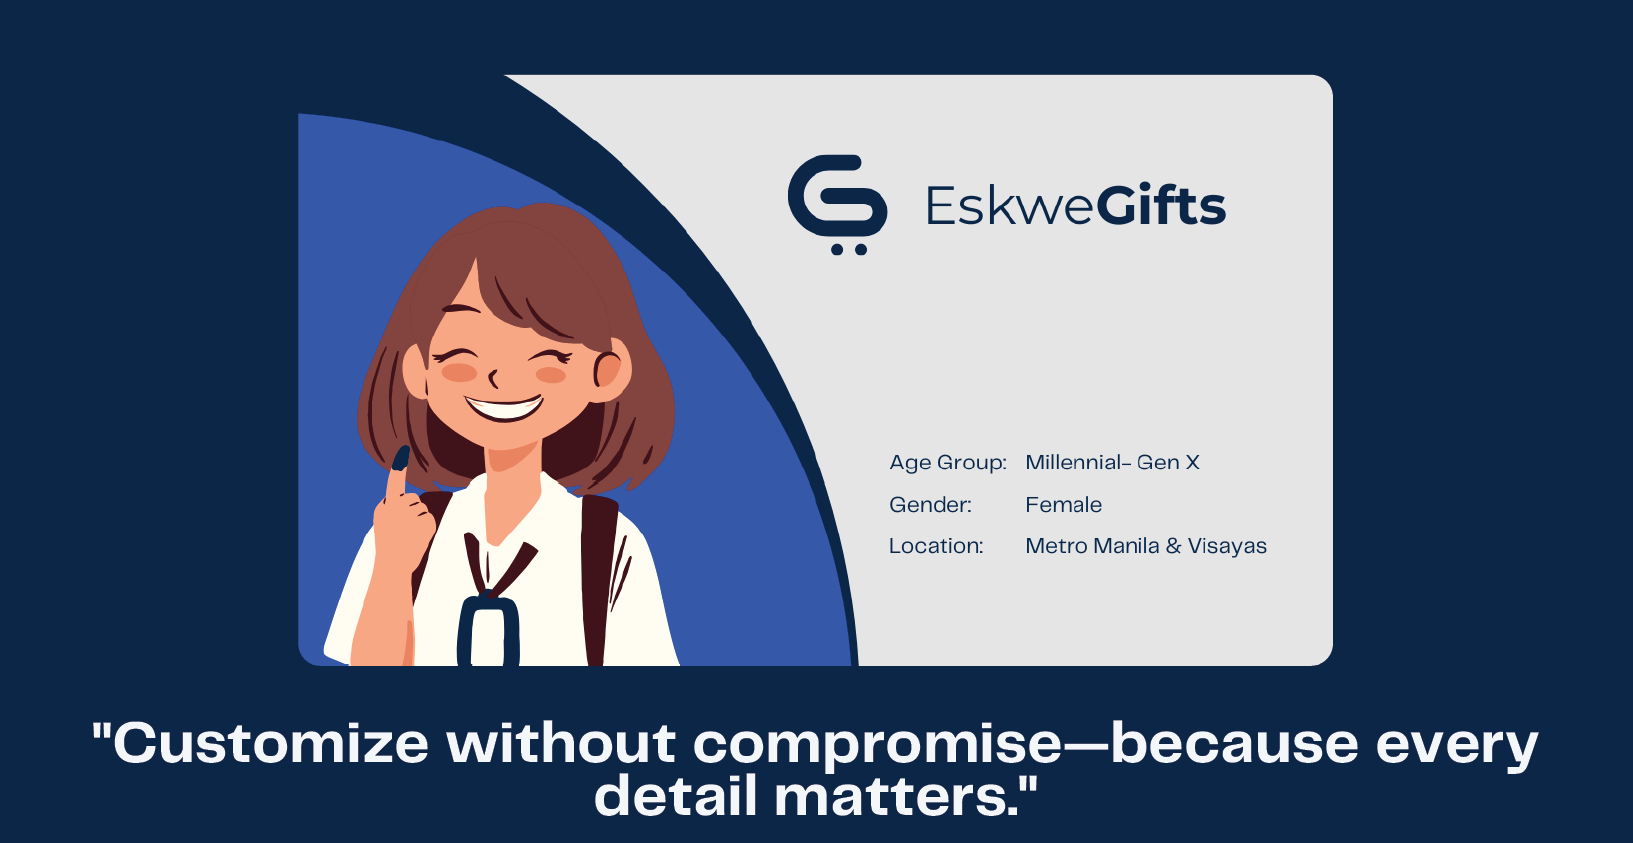 EskweGifts
Age Group: Millennial- Gen X
Gender: Female
Location: Metro Manila & Visayas
"Customize without compromise—because every
detail matters."